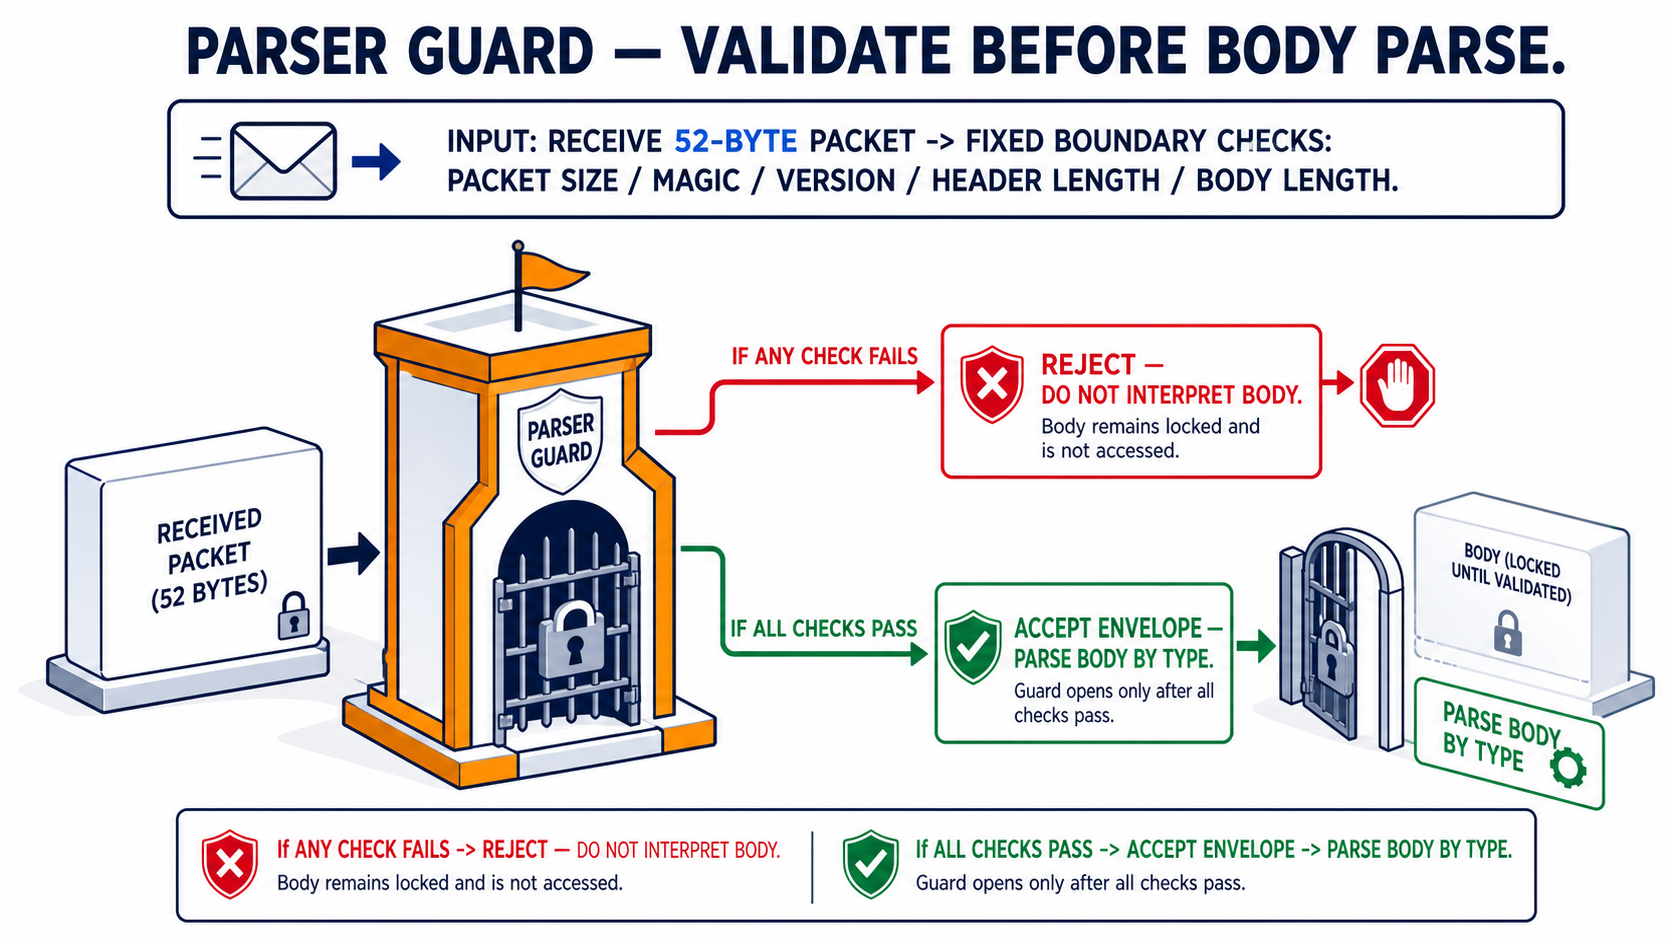 PARSER GUARD — VALIDATE BEFORE BODY PARSE.
INPUT: RECEIVE 52-BYTE PACKET -> FIXED BOUNDARY CHECKS:
PACKET SIZE / MAGIC / VERSION / HEADER LENGTH / BODY LENGTH.
RECEIVED
PACKET
(52 BYTES)
PARSER
GUARD
IF ANY CHECK FAILS
REJECT —
DO NOT INTERPRET BODY.
Body remains locked and
is not accessed.
IF ALL CHECKS PASS
ACCEPT ENVELOPE —
PARSE BODY BY TYPE.
Guard opens only after all
checks pass.
BODY (LOCKED
UNTIL VALIDATED)
PARSE BODY
BY TYPE
If ANY CHECK FAILS -> REJECT — DO NOT INTERPRET BODY.
Body remains locked and is not accessed.
If ALL CHECKS PASS -> ACCEPT ENVELOPE -> PARSE BODY BY TYPE.
Guard opens only after all checks pass.